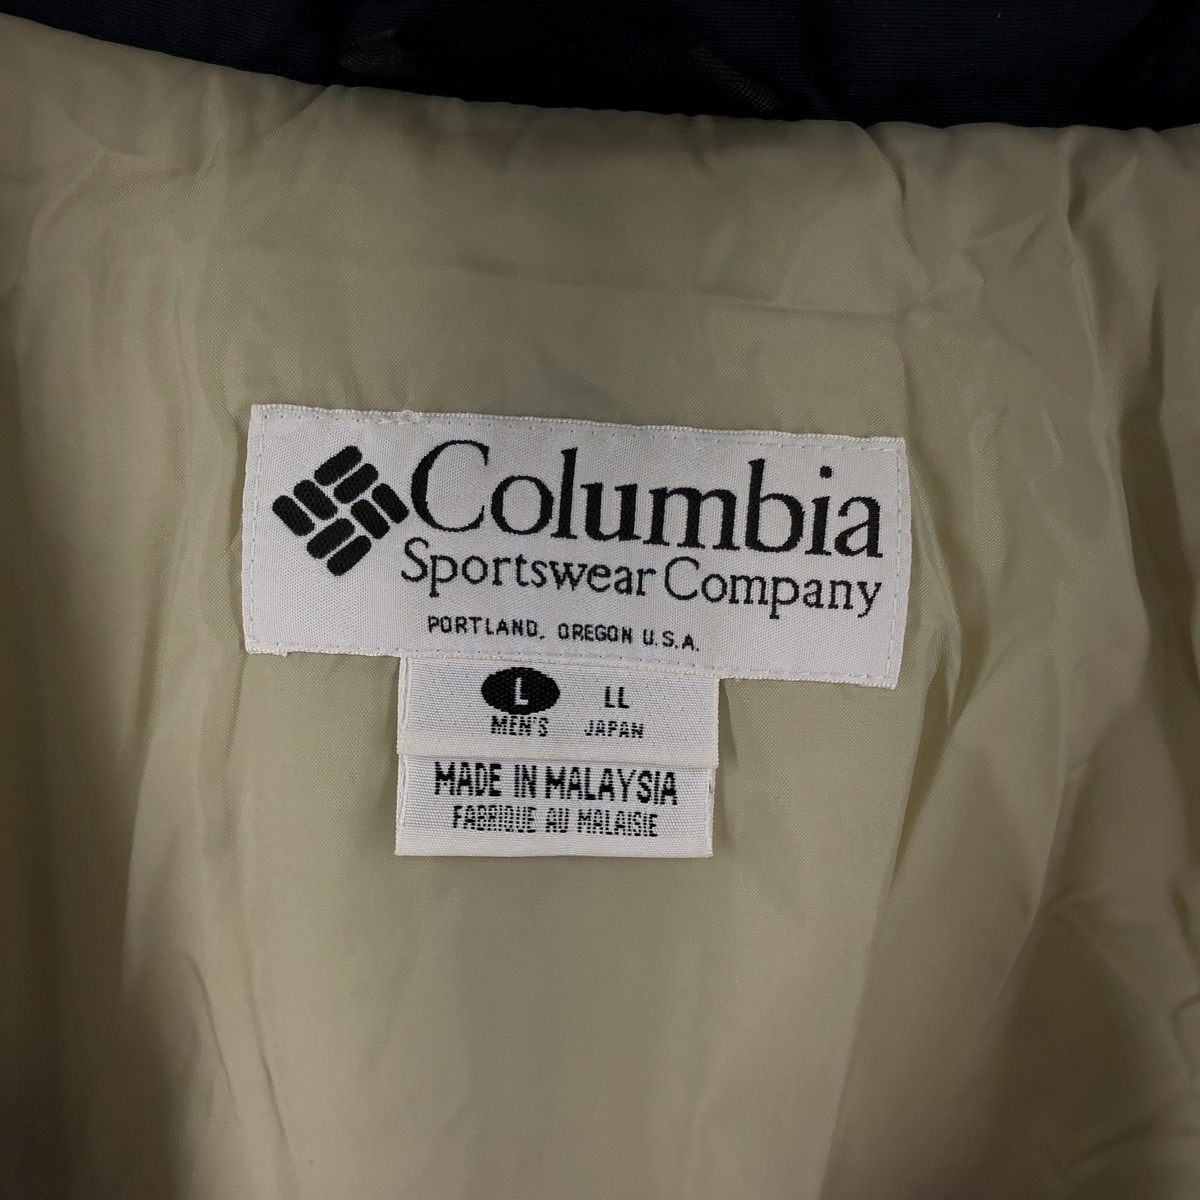 Columbia
Sportswear Company
PORTLAND, OREGON U.S.A.
L LL
MEN'S JAPAN
MADE IN MALAYSIA
FABRIQUE AU MALAISIE